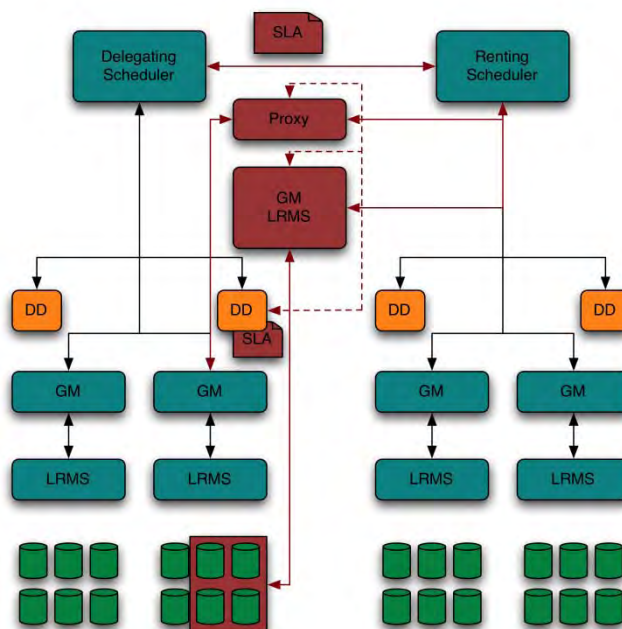 SLA
Delegating
Scheduler
Renting
Scheduler
Proxy
GM
LRMS
DD
DD
DD
DD
SLA
GM
GM
GM
GM
LRMS
LRMS
LRMS
LRMS